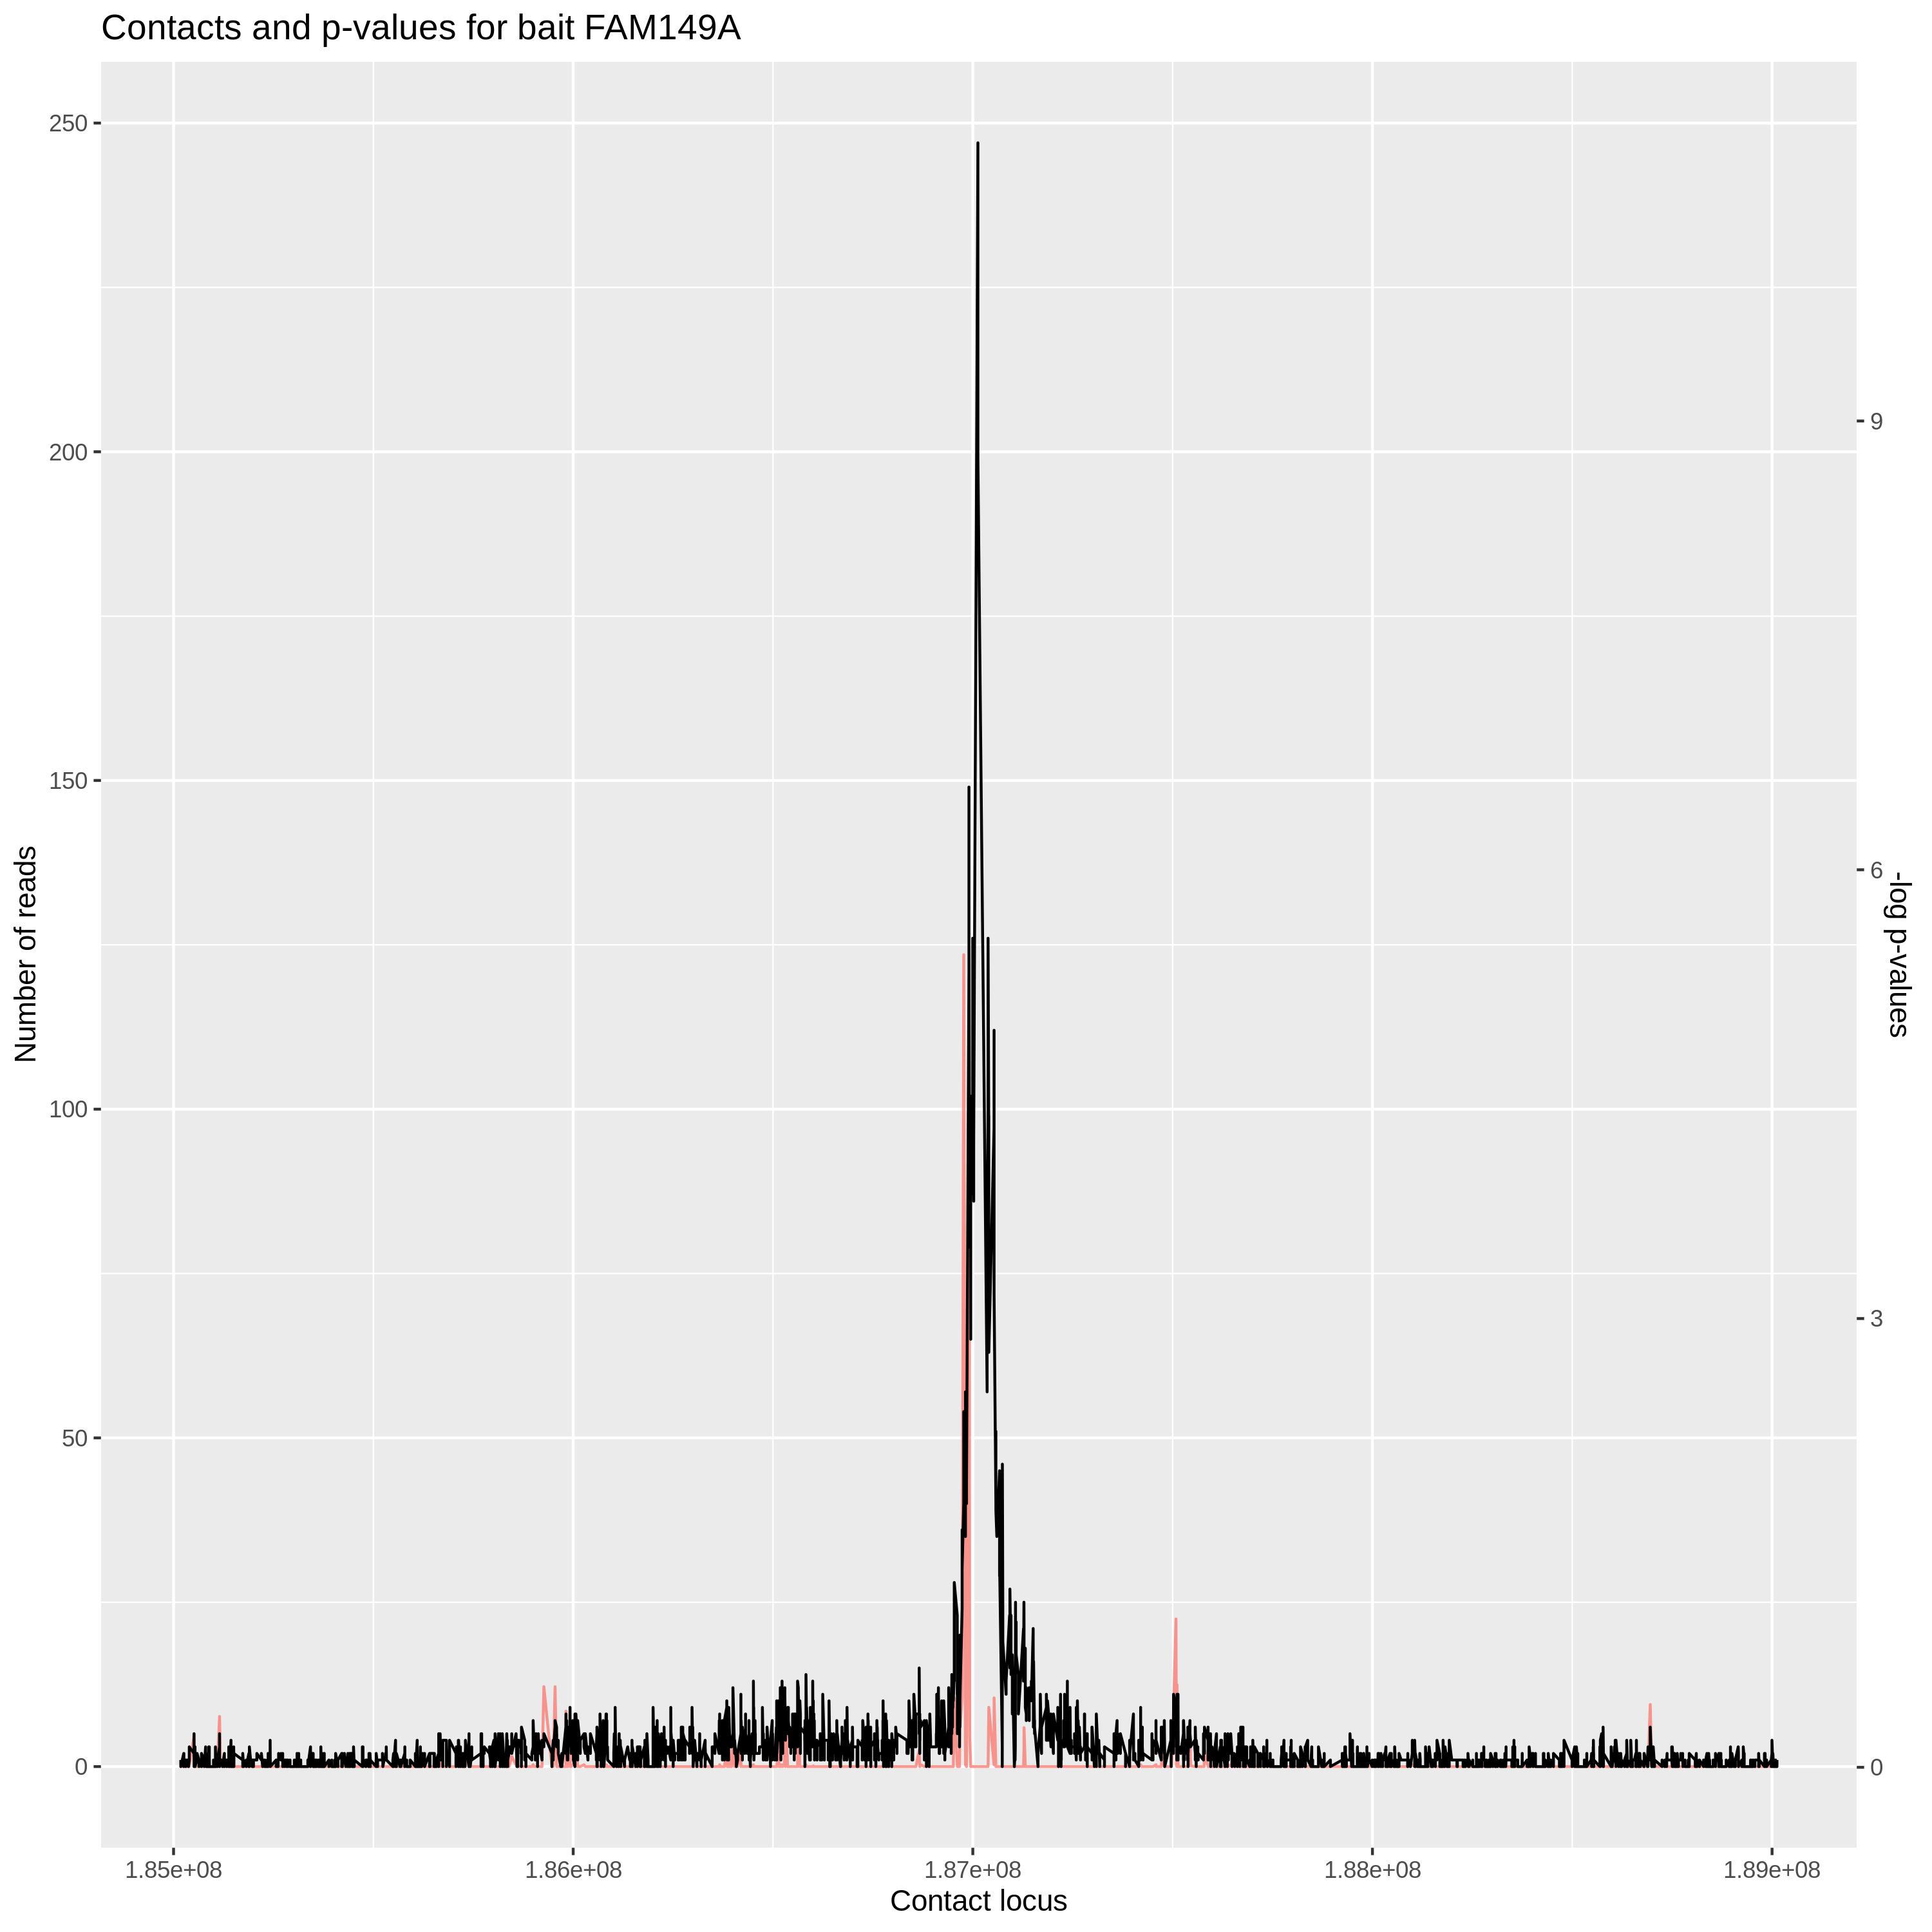 Contacts and p-values for bait FAM149A
250
200
150
100
50
0
Number of reads
9
6
3
0
-log p-values
1.85e+08
1.86e+08
1.87e+08
1.88e+08
1.89e+08
Contact locus